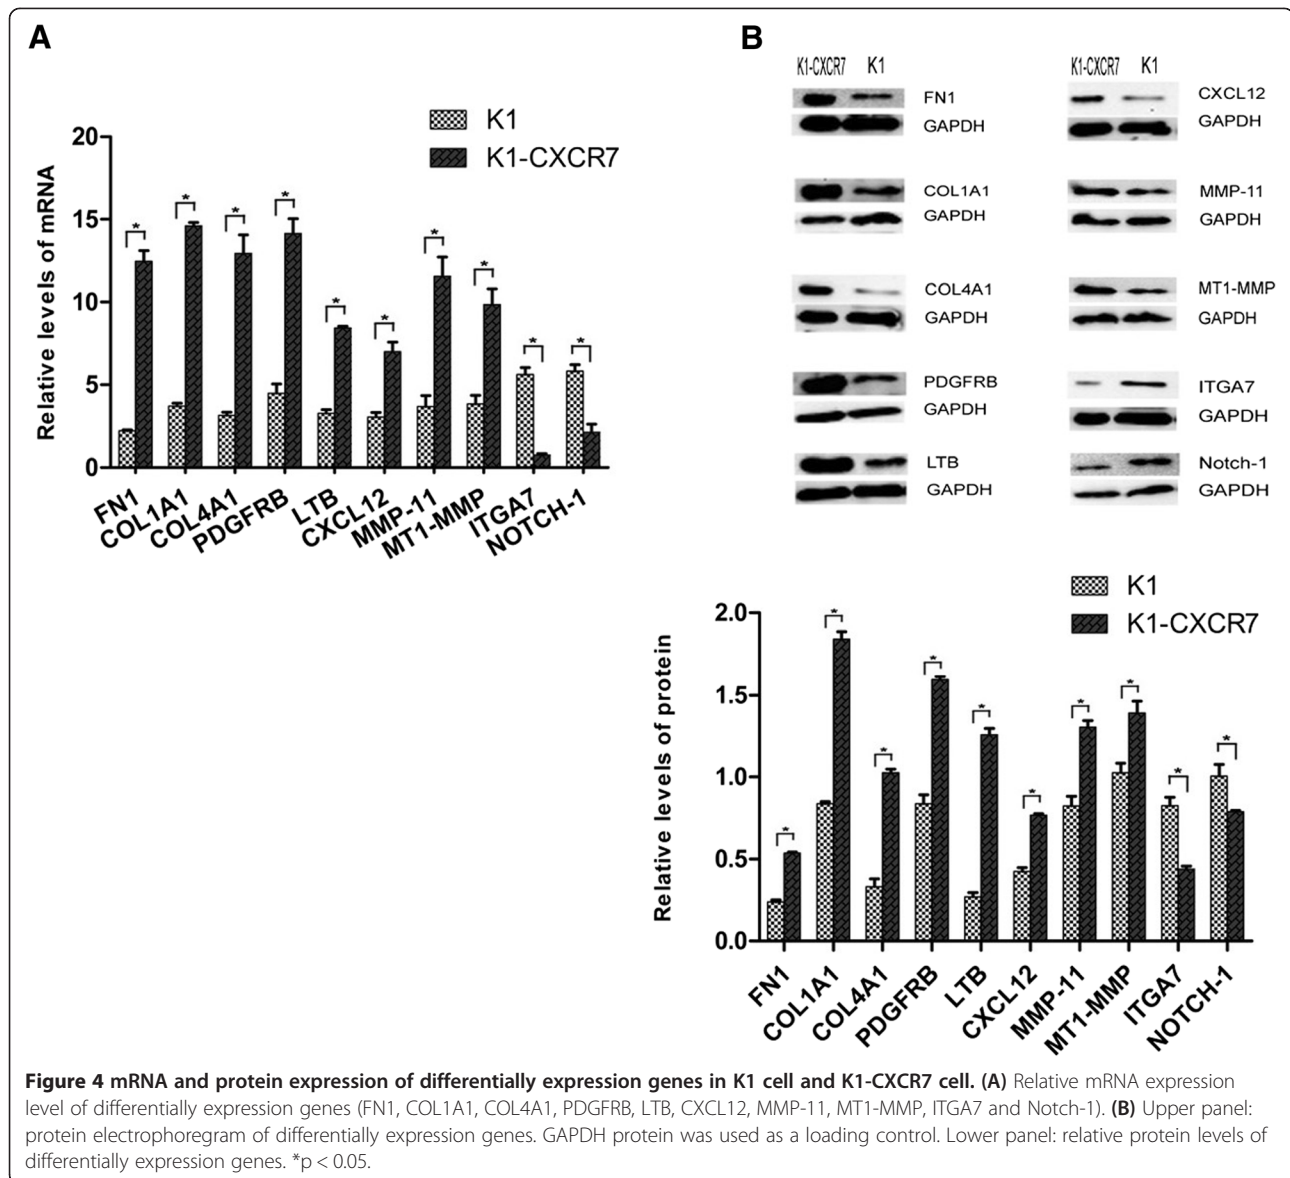 A
K1
K1-CXCR7
Relative levels of mRNA
20
15
10
5
0
* * * * * * * * * *
FN1 COL1A1 COL4A1 PDGFRB LTB CXCL12 MMP-11 MT1-MMP ITGA7 NOTCH-1
B
K1-CXCR7 K1
FN1
GAPDH
COL1A1
GAPDH
COL4A1
GAPDH
PDGFRB
GAPDH
LTB
GAPDH
K1-CXCR7 K1
CXCL12
GAPDH
MMP-11
GAPDH
MT1-MMP
GAPDH
ITGA7
GAPDH
Notch-1
GAPDH
K1
K1-CXCR7
Relative levels of protein
2.0
1.5
1.0
0.5
0.0
* * * * * * * * * *
FN1 COL1A1 COL4A1 PDGFRB LTB CXCL12 MMP-11 MT1-MMP ITGA7 NOTCH-1
Figure 4 mRNA and protein expression of differentially expression genes in K1 cell and K1-CXCR7 cell. (A) Relative mRNA expression
level of differentially expression genes (FN1, COL1A1, COL4A1, PDGFRB, LTB, CXCL12, MMP-11, MT1-MMP, ITGA7 and Notch-1). (B) Upper panel:
protein electrophoregram of differentially expression genes. GAPDH protein was used as a loading control. Lower panel: relative protein levels of
differentially expression genes. *p < 0.05.